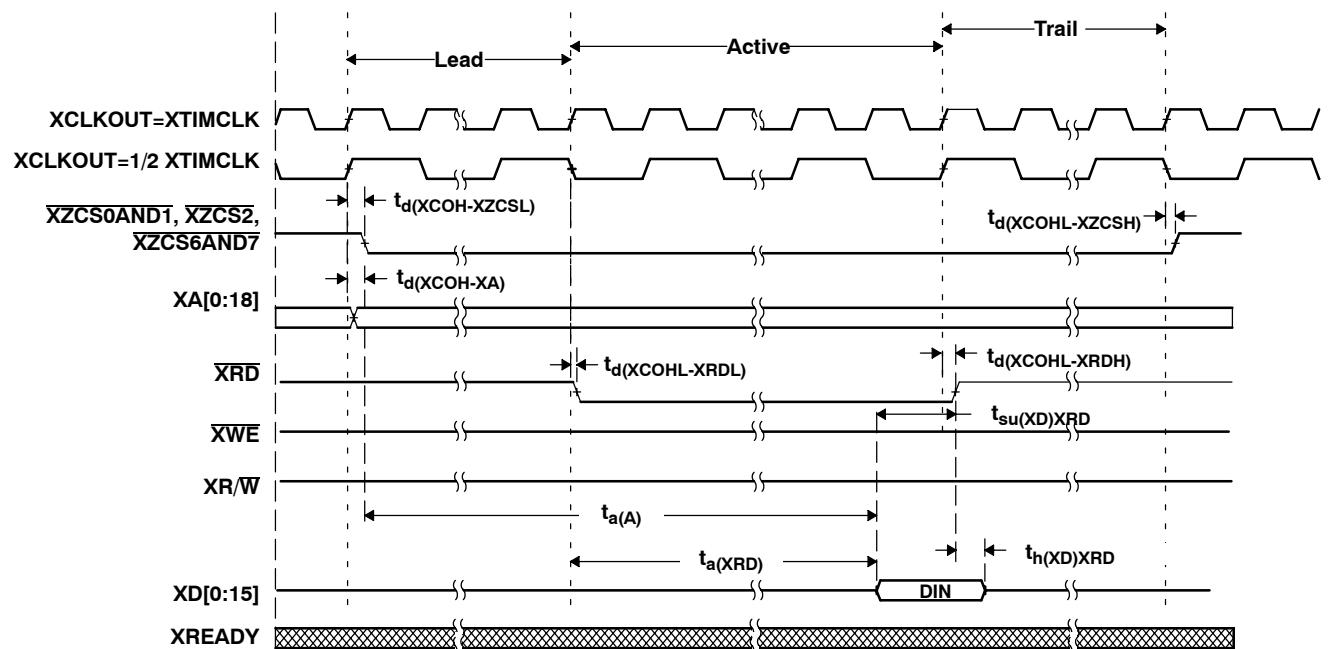 Trail
Active
Lead
XCLKOUT=XTIMCLK
XCLKOUT=1/2 XTIMCLK
td(XCOH-XZCSL)
XZCS0AND1, XZCS2,
XZCS6AND7
td(XCOHL-XZCSH)
td(XCOH-XA)
XA[0:18]
XRD
td(XCOHL-XRDL)
td(XCOHL-XRDH)
tsu(XD)XRD
XWE
XR/W
ta(A)
ta(XRD)
th(XD)XRD
XD[0:15]
DIN
XREADY